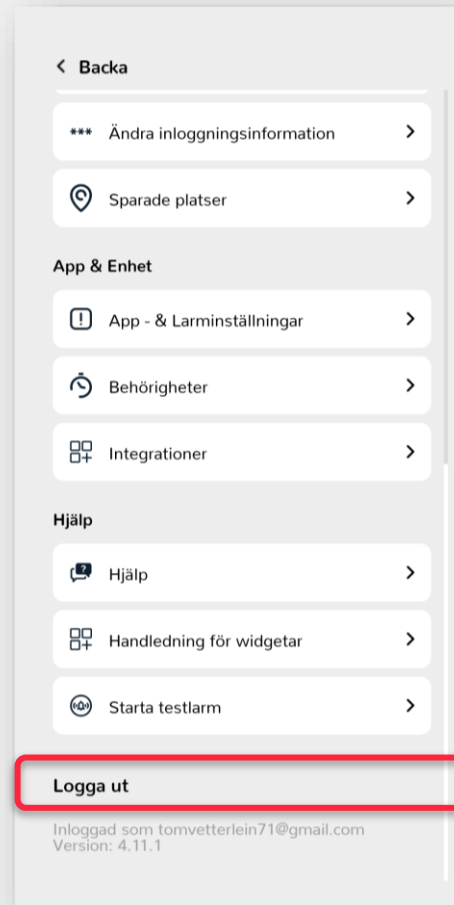 Backa
*** Ändra inloggningsinformation
Sparade platser
App & Enhet
App - & Larminställningar
Behörigheter
Integrationer
Hjälp
Hjälp
Handledning för widgetar
Starta testlarm
Logga ut
Inloggad som tomvetterlein71@gmail.com
Version: 4.11.1